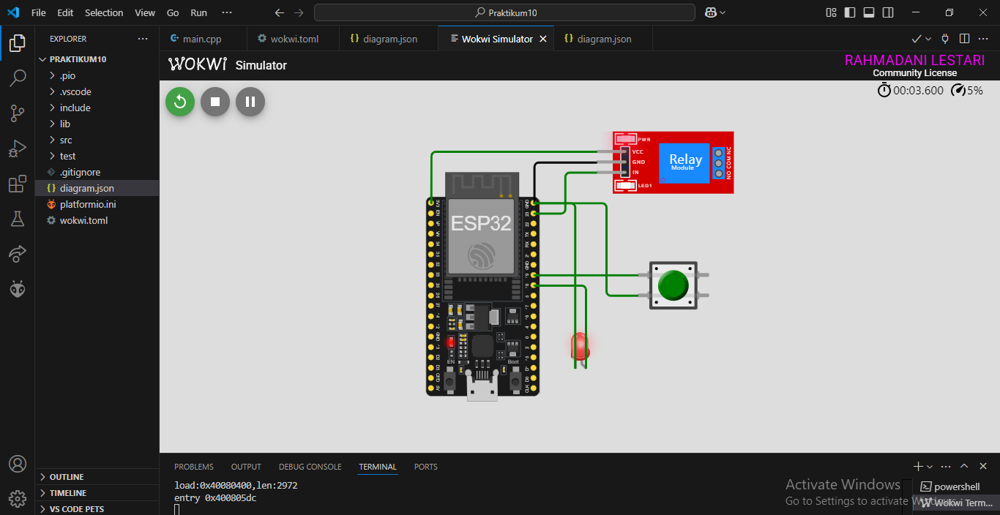 File Edit Selection View Go Run ··· Praktikum10
EXPLORER ···
PRAKTIKUM10
.pio
.vscode
include
lib
src
test
.gitignore
diagram.json
platformio.ini
wokwi.toml
OUTLINE
TIMELINE
VS CODE PETS
main.cpp wokwi.toml diagram.json Wokwi Simulator diagram.json
WOKWi Simulator
RAHMADANI LESTARI
Community License
00:03.600 5%
PWR
VCC
GND
IN
LED1
Relay
Module
NO COM NC
ESP32
EN
Boot
PROBLEMS OUTPUT DEBUG CONSOLE TERMINAL PORTS
load:0x40080400,len:2972
entry 0x400805dc
Activate Windows
Go to Settings to activate
powershell
Wokwi Term...